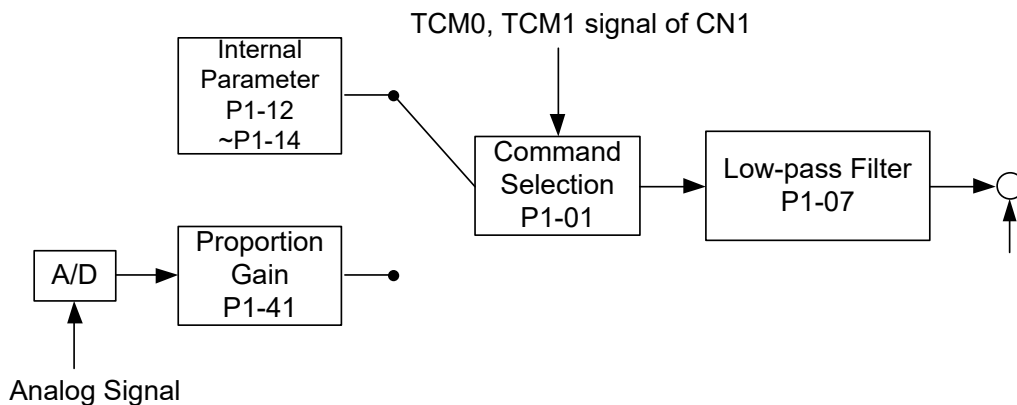 TCM0, TCM1 signal of CN1
Internal
Parameter
P1-12
~P1-14
Command
Selection
P1-01
Low-pass Filter
P1-07
A/D
Proportion
Gain
P1-41
Analog Signal